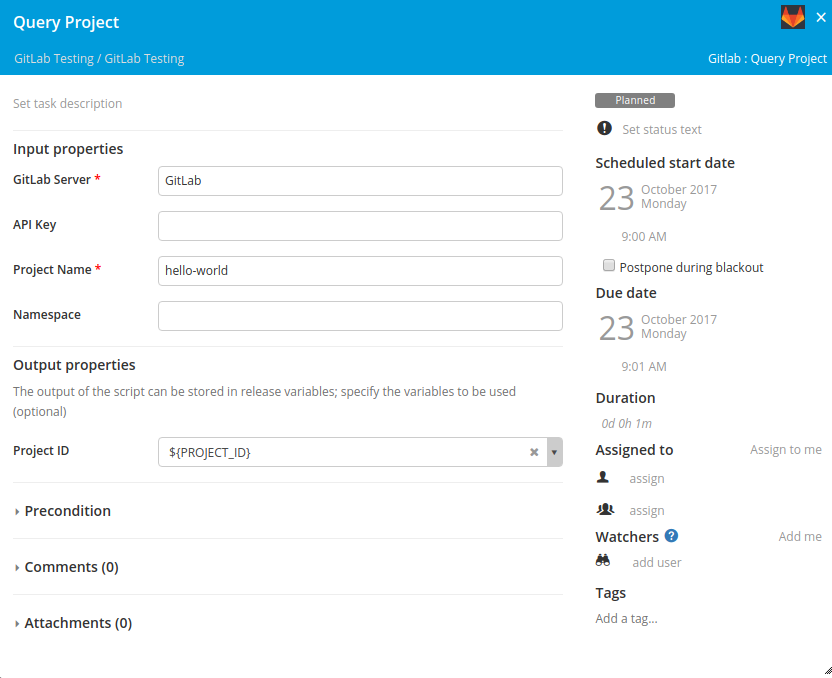 Query Project
GitLab Testing / GitLab Testing
Gitlab : Query Project
Set task description
Input properties
GitLab Server *
GitLab
API Key
Project Name *
hello-world
Namespace
Output properties
The output of the script can be stored in release variables; specify the variables to be used
(optional)
Project ID
${PROJECT_ID}
Precondition
Comments (0)
Attachments (0)
Planned
Set status text
Scheduled start date
23
October 2017
Monday
9:00 AM
Postpone during blackout
Due date
23
October 2017
Monday
9:01 AM
Duration
0d 0h 1m
Assigned to
Assign to me
assign
assign
Watchers
Add me
add user
Tags
Add a tag...